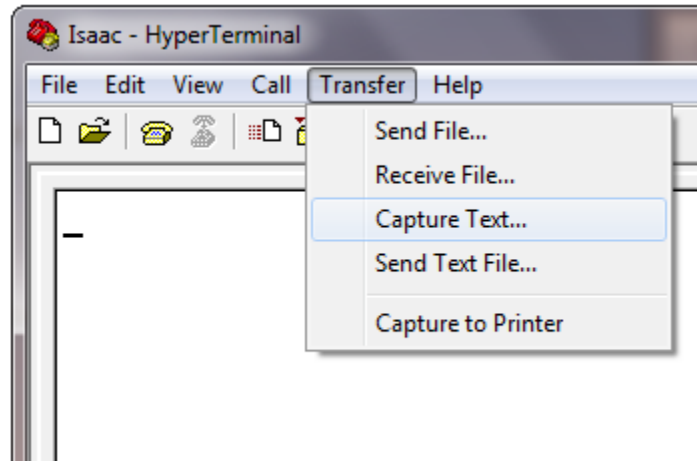 Isaac - HyperTerminal
File Edit View Call Transfer Help
Send File...
Receive File...
Capture Text...
Send Text File...
Capture to Printer